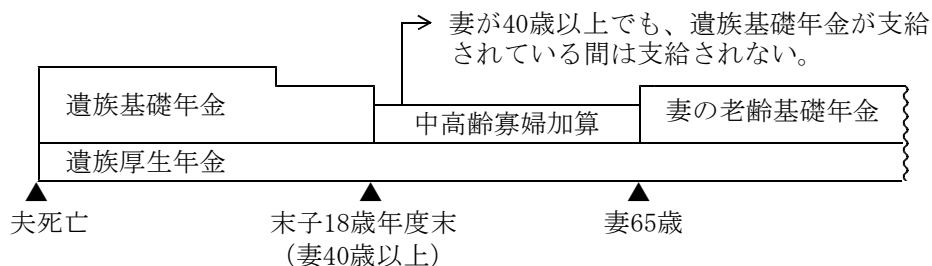 妻が40歳以上でも、遺族基礎年金が支給
されている間は支給されない。
遺族基礎年金
中高齢寡婦加算
妻の老齢基礎年金
遺族厚生年金
夫死亡
末子18歳年度末
（妻40歳以上）
妻65歳